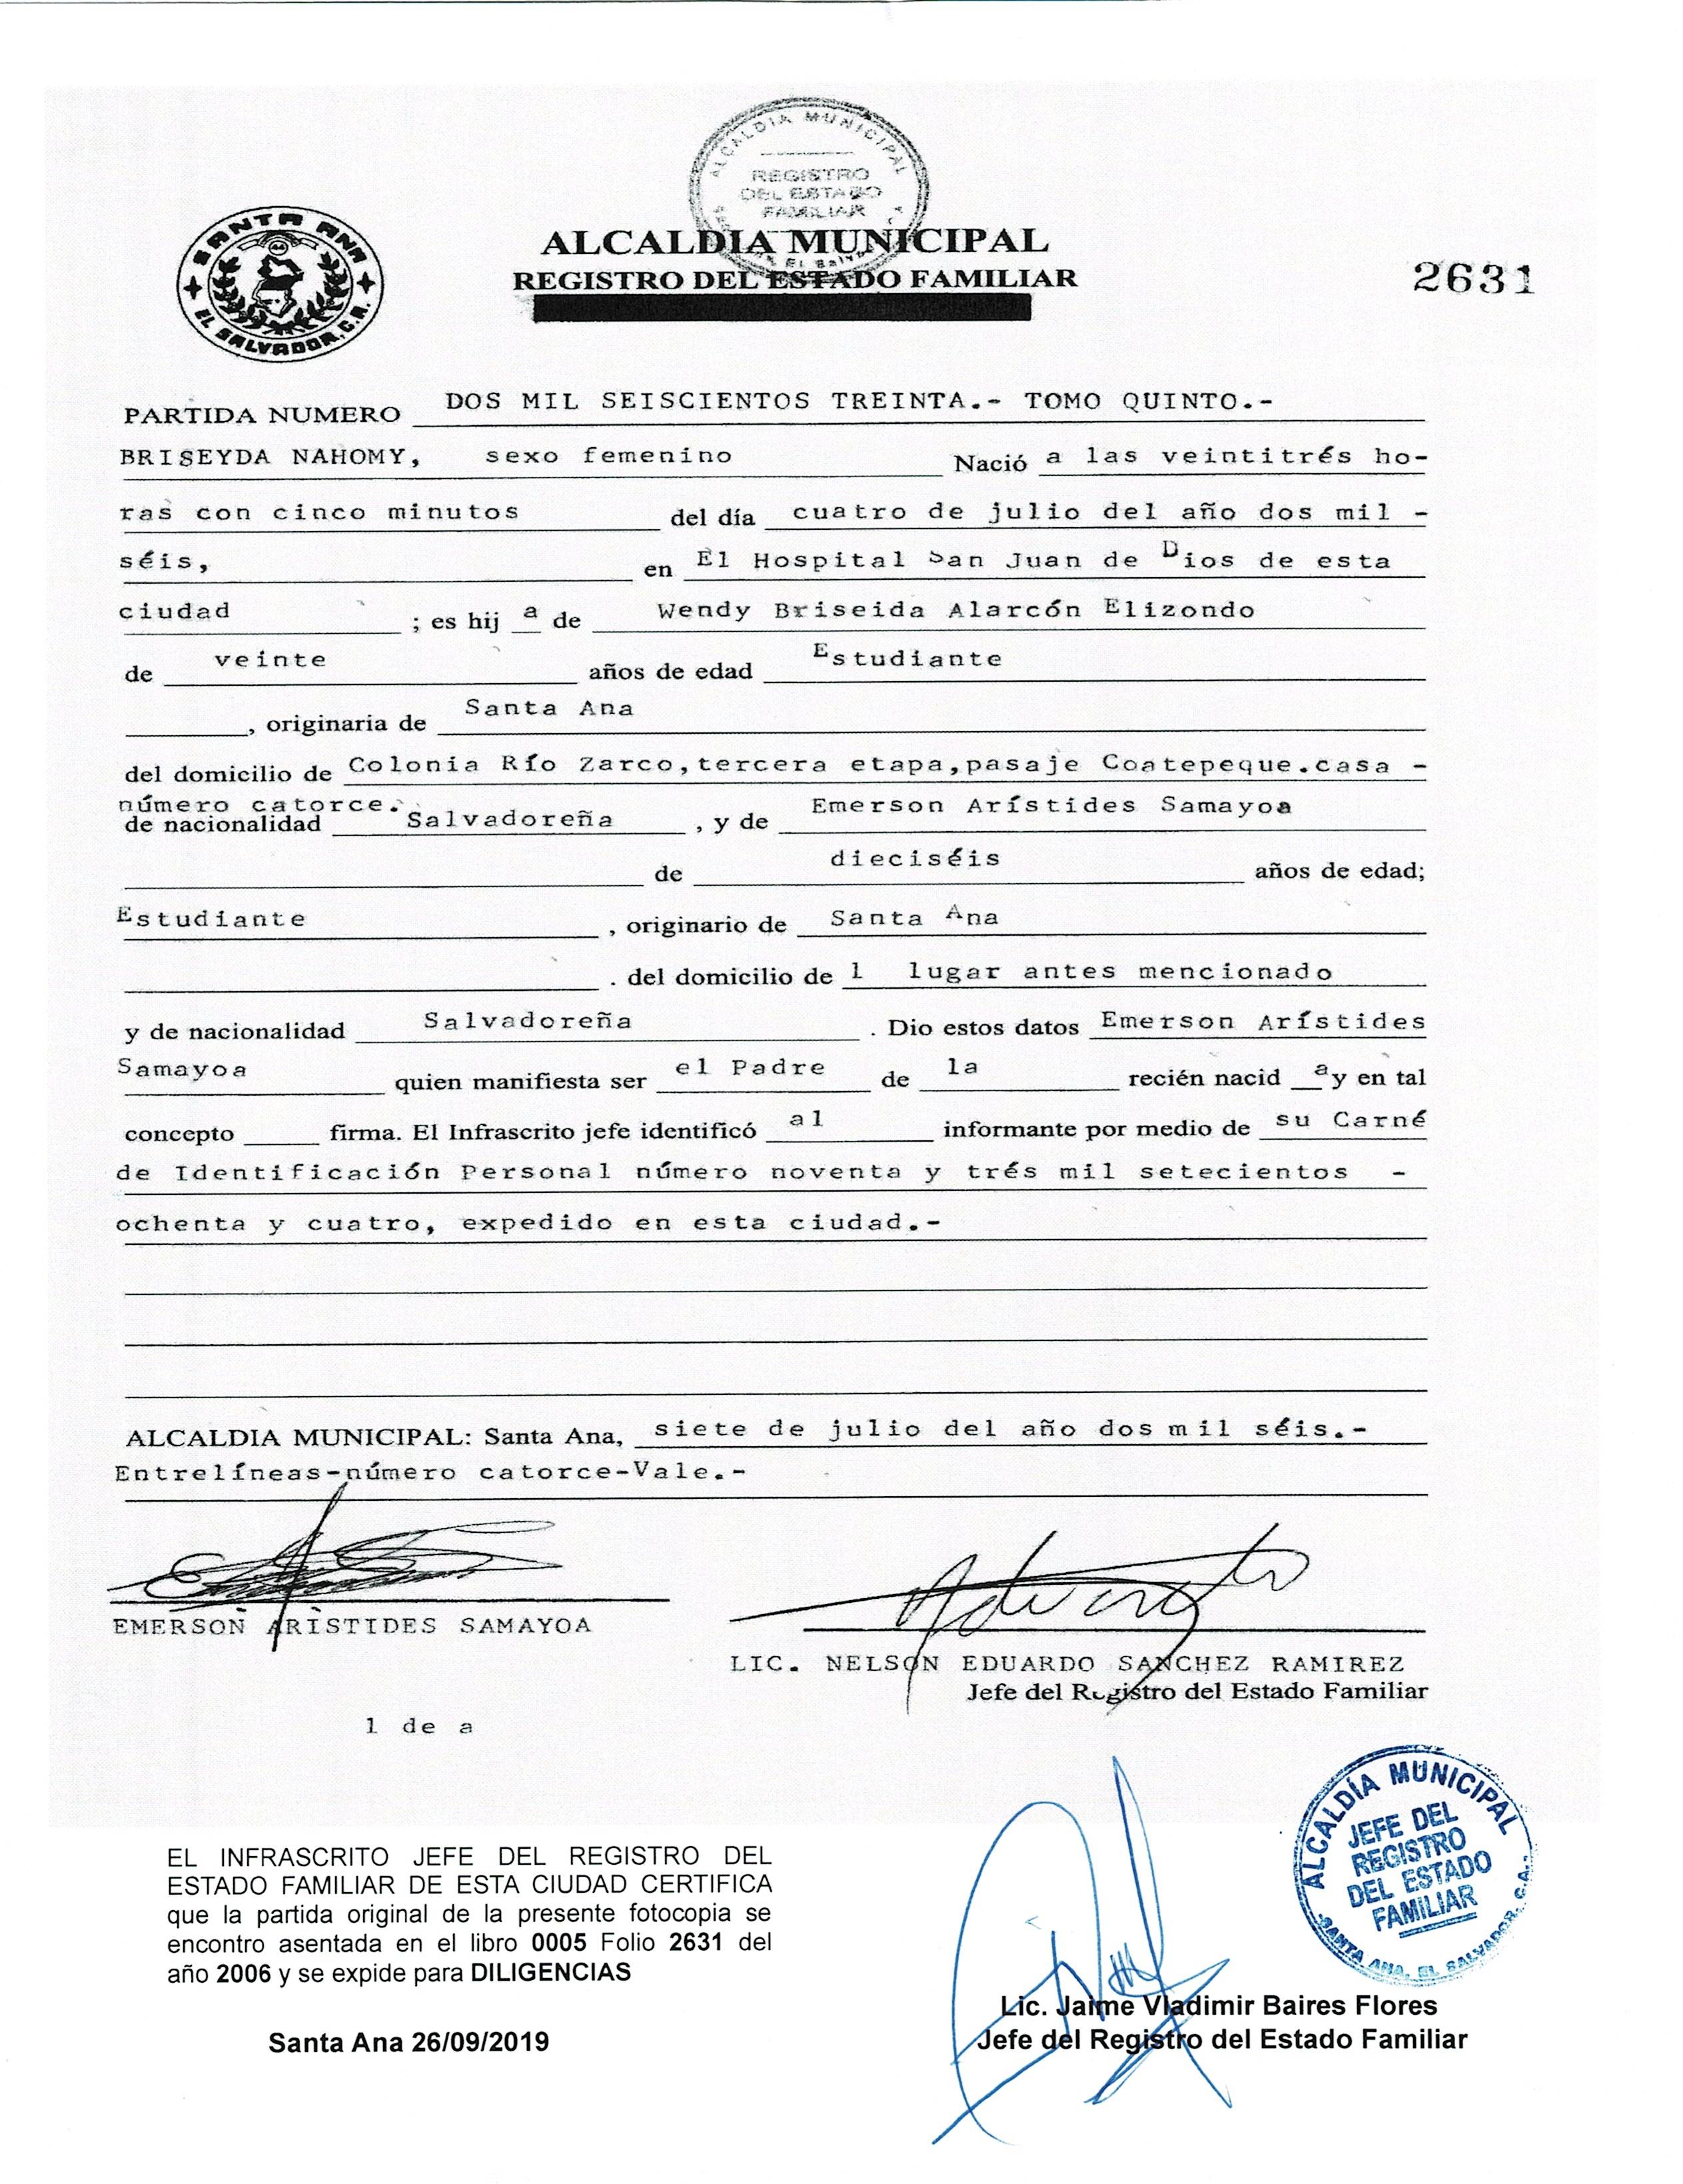 ALCALDIA MUNICIPAL
REGISTRO
DEL ESTADO
FAMILIAR
SANTA ANA
EL SALVADOR, C.A.
ALCALDIA MUNICIPAL
REGISTRO DEL ESTADO FAMILIAR
2631
PARTIDA NUMERO DOS MIL SEISCIENTOS TREINTA.- TOMO QUINTO.-
BRISEYDA NAHOMY, sexo femenino Nació a las veintitrés ho-
ras con cinco minutos del día cuatro de julio del año dos mil -
séis, en El Hospital San Juan de Dios de esta
ciudad ; es hij a de Wendy Briseida Alarcón Elizondo
de veinte años de edad Estudiante
, originaria de Santa Ana
del domicilio de Colonia Río Zarco,tercera etapa,pasaje Coatepeque.casa -
número catorce.
de nacionalidad Salvadoreña , y de Emerson Arístides Samayoa
de dieciséis años de edad;
Estudiante , originario de Santa Ana
. del domicilio de l lugar antes mencionado
y de nacionalidad Salvadoreña . Dio estos datos Emerson Arístides
Samayoa quien manifiesta ser el Padre de la recién nacid a y en tal
concepto firma. El Infrascrito jefe identificó al informante por medio de su Carné
de Identificación Personal número noventa y trés mil setecientos -
ochenta y cuatro, expedido en esta ciudad.-
ALCALDIA MUNICIPAL: Santa Ana, siete de julio del año dos mil séis.-
Entrelíneas-número catorce-Vale.-
EMERSON ARISTIDES SAMAYOA
LIC. NELSON EDUARDO SANCHEZ RAMIREZ
Jefe del Registro del Estado Familiar
1 de a
ALCALDÍA MUNICIPAL
JEFE DEL
REGISTRO
DEL ESTADO
FAMILIAR
SANTA ANA, EL SALVADOR, C.A.
EL INFRASCRITO JEFE DEL REGISTRO DEL
ESTADO FAMILIAR DE ESTA CIUDAD CERTIFICA
que la partida original de la presente fotocopia se
encontro asentada en el libro 0005 Folio 2631 del
año 2006 y se expide para DILIGENCIAS
Santa Ana 26/09/2019
Lic. Jaime Vladimir Baires Flores
Jefe del Registro del Estado Familiar